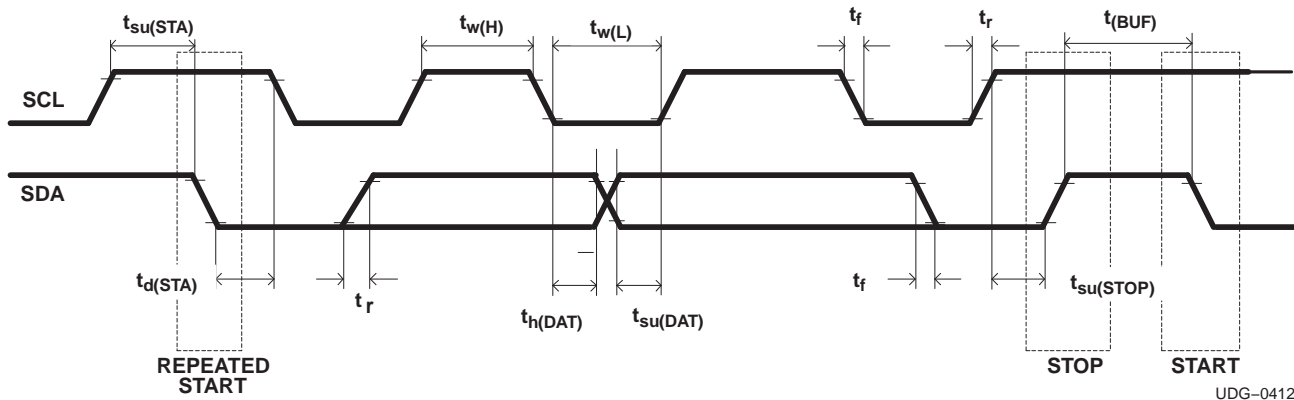 tsu(STA)
tw(H)
tw(L)
tf
tr
t(BUF)
SCL
SDA
td(STA)
tr
th(DAT)
tsu(DAT)
tf
tsu(STOP)
REPEATED
START
STOP
START
UDG–0412